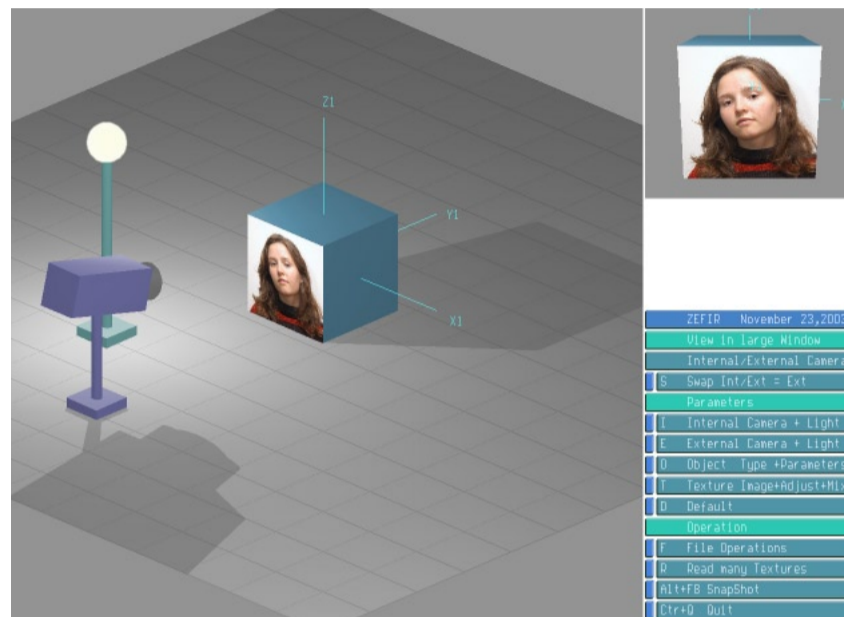 Z1
Y1
X1
ZEFIR November 23,2003
View in large Window
Internal/External Camera
S Swap Int/Ext = Ext
Parameters
I Internal Camera + Light
E External Camera + Light
O Object Type +Parameters
T Texture Image+Adjust+Mix
D Default
Operation
F File Operations
R Read many Textures
Alt+F8 SnapShot
Ctr+Q Quit